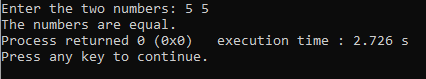 Enter the two numbers: 5 5
The numbers are equal.
Process returned 0 (0x0)   execution time : 2.726 s
Press any key to continue.